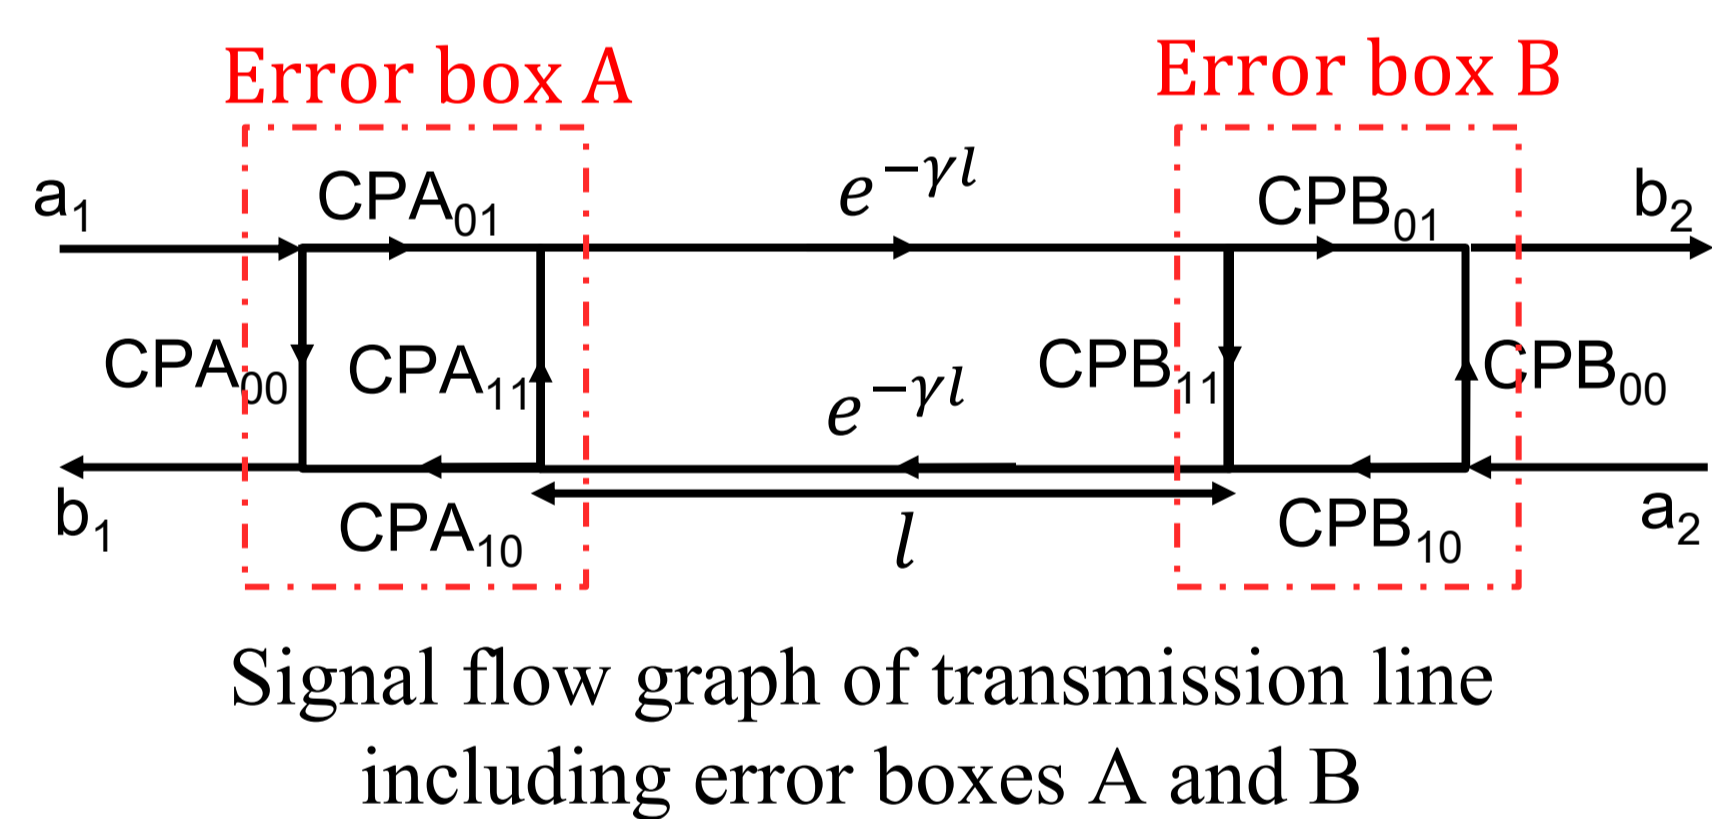 Error box A
Error box B
a₁
CPA₀₁
e^{−γl}
CPB₀₁
b₂
CPA₀₀
CPA₁₁
CPB₁₁
CPB₀₀
e^{−γl}
b₁
CPA₁₀
l
CPB₁₀
a₂
Signal flow graph of transmission line
including error boxes A and B